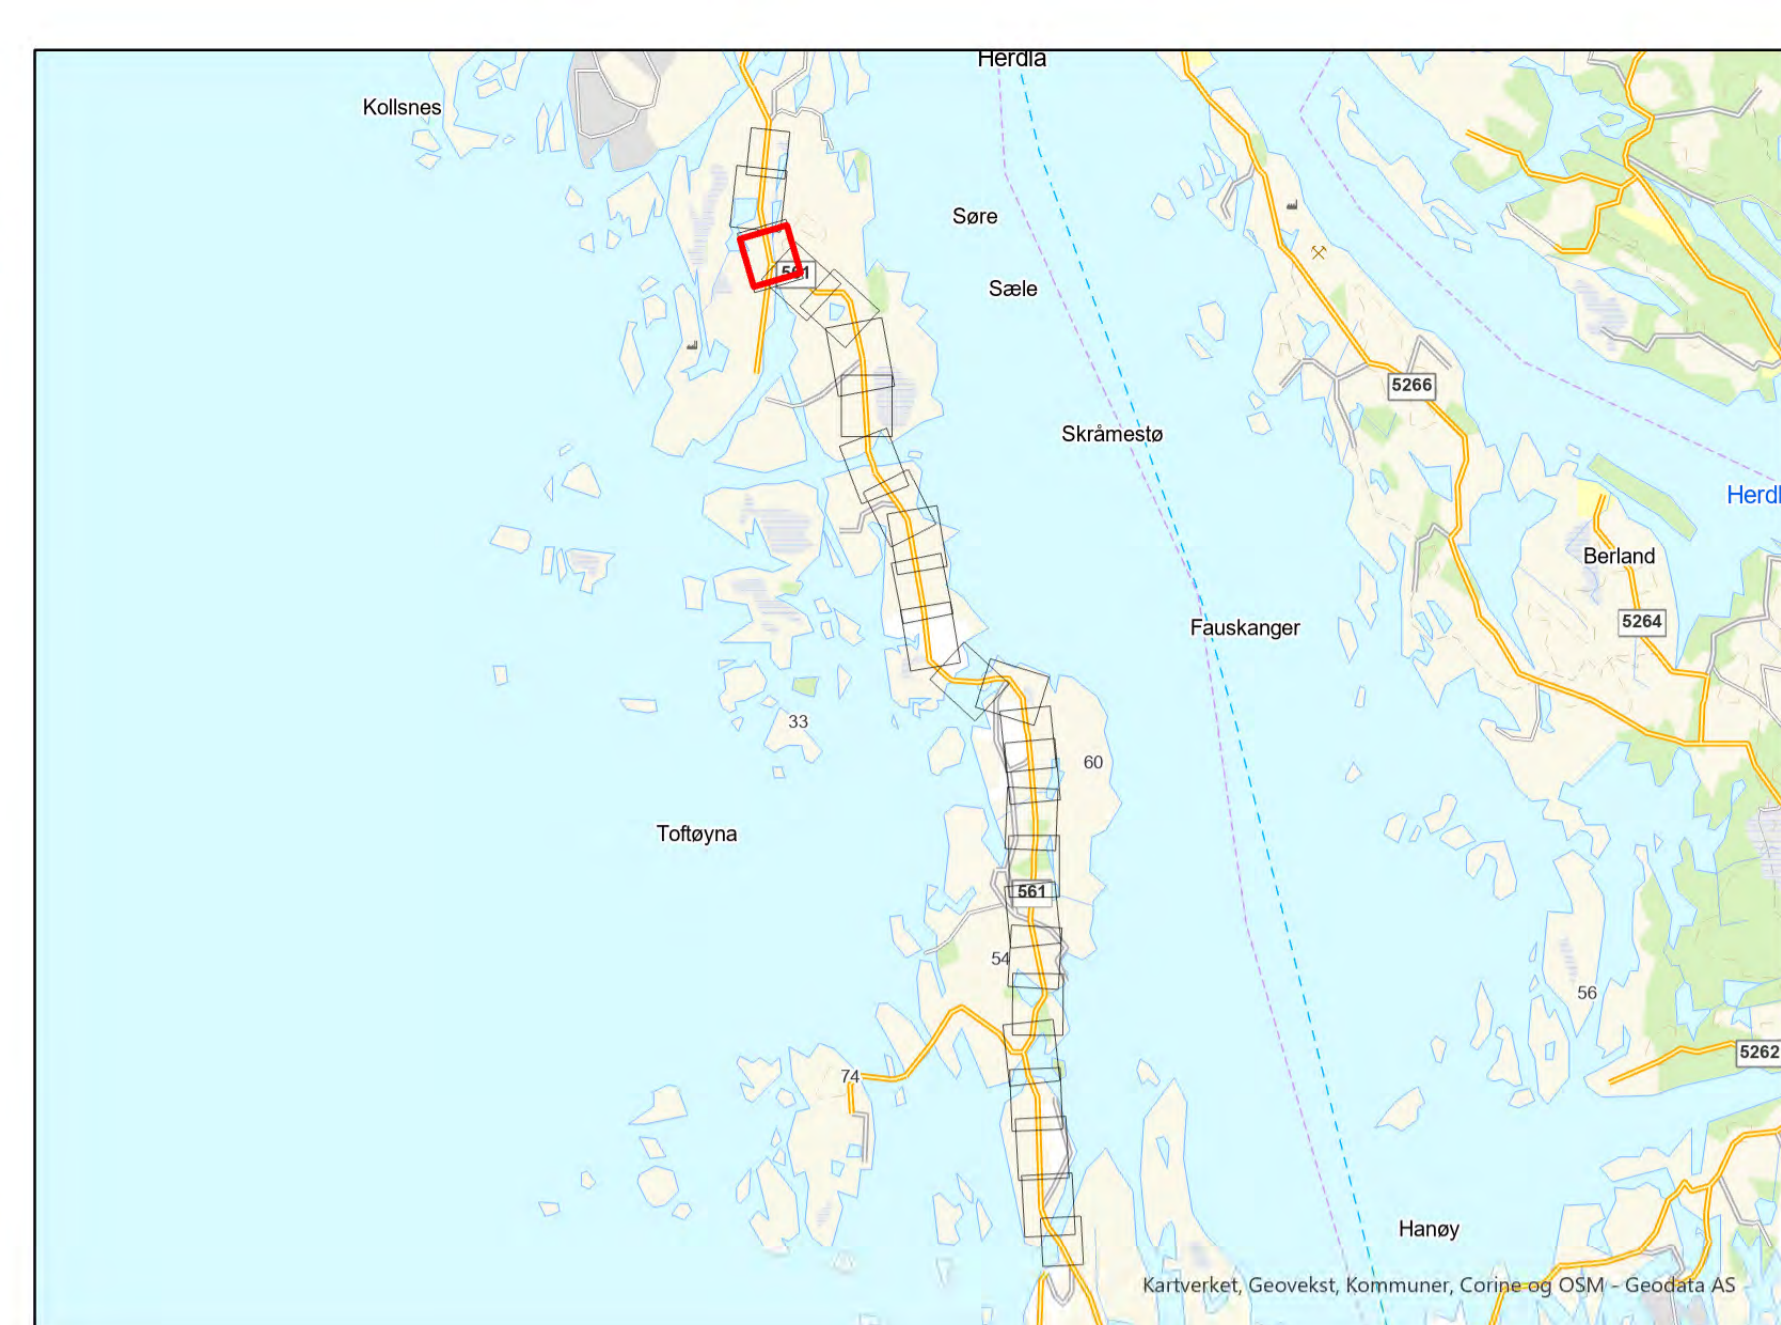 Herdla
Kollsnes
Søre
561
Sæle
5266
Skråmestø
Berland
5264
Fauskanger
33
60
Toftøyna
561
54
56
5262
74
Hanøy
Kartverket, Geovekst, Kommuner, Corine og OSM - Geodata AS